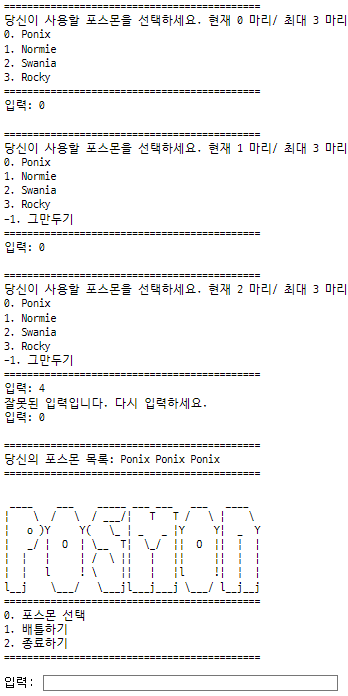 ==========================================
당신이 사용할 포스몬을 선택하세요. 현재 0 마리/ 최대 3 마리
0. Ponix
1. Normie
2. Swania
3. Rocky
==========================================
입력: 0
==========================================
당신이 사용할 포스몬을 선택하세요. 현재 1 마리/ 최대 3 마리
0. Ponix
1. Normie
2. Swania
3. Rocky
-1. 그만두기
==========================================
입력: 0
==========================================
당신이 사용할 포스몬을 선택하세요. 현재 2 마리/ 최대 3 마리
0. Ponix
1. Normie
2. Swania
3. Rocky
-1. 그만두기
==========================================
입력: 4
잘못된 입력입니다. 다시 입력하세요.
입력: 0
==========================================
당신의 포스몬 목록: Ponix Ponix Ponix
==========================================
POSTMON
==========================================
0. 포스몬 선택
1. 배틀하기
2. 종료하기
==========================================
입력: